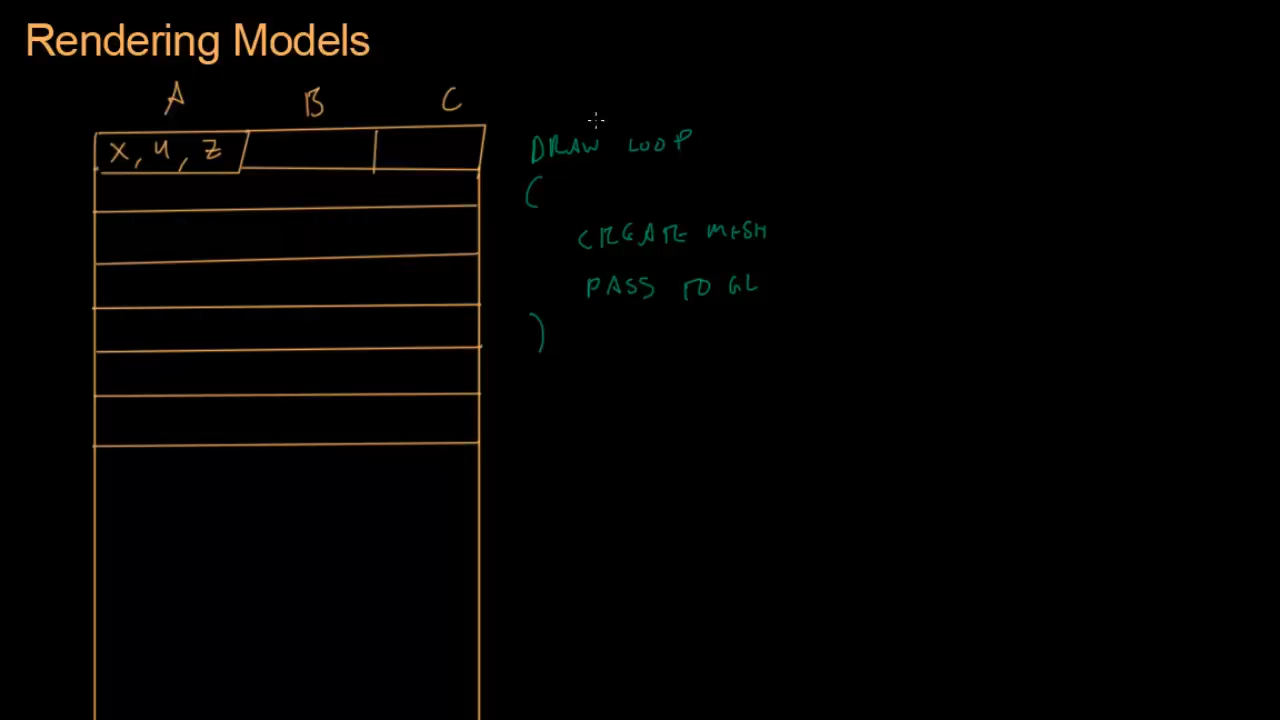 Rendering Models
A B C
x, y, z
DRAW LOOP
(
CREATE MESH
PASS TO GL
)